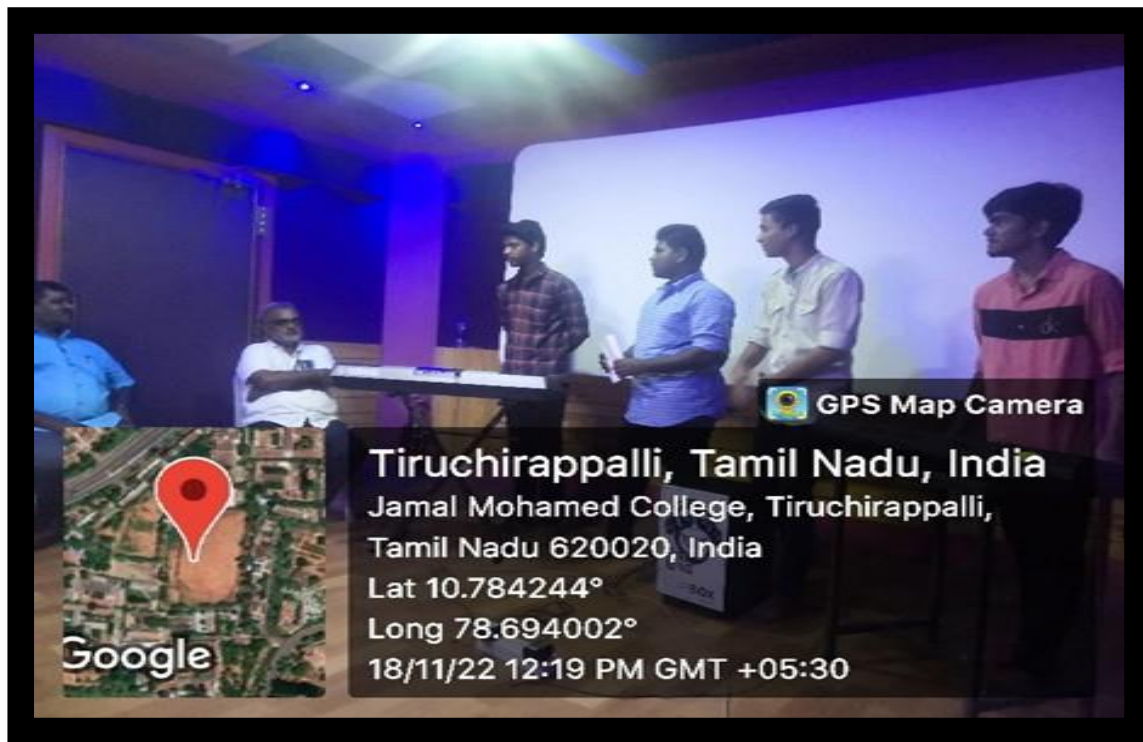 GPS Map Camera
Tiruchirappalli, Tamil Nadu, India
Jamal Mohamed College, Tiruchirappalli,
Tamil Nadu 620020, India
Lat 10.784244°
Long 78.694002°
18/11/22 12:19 PM GMT +05:30
Google
BOX